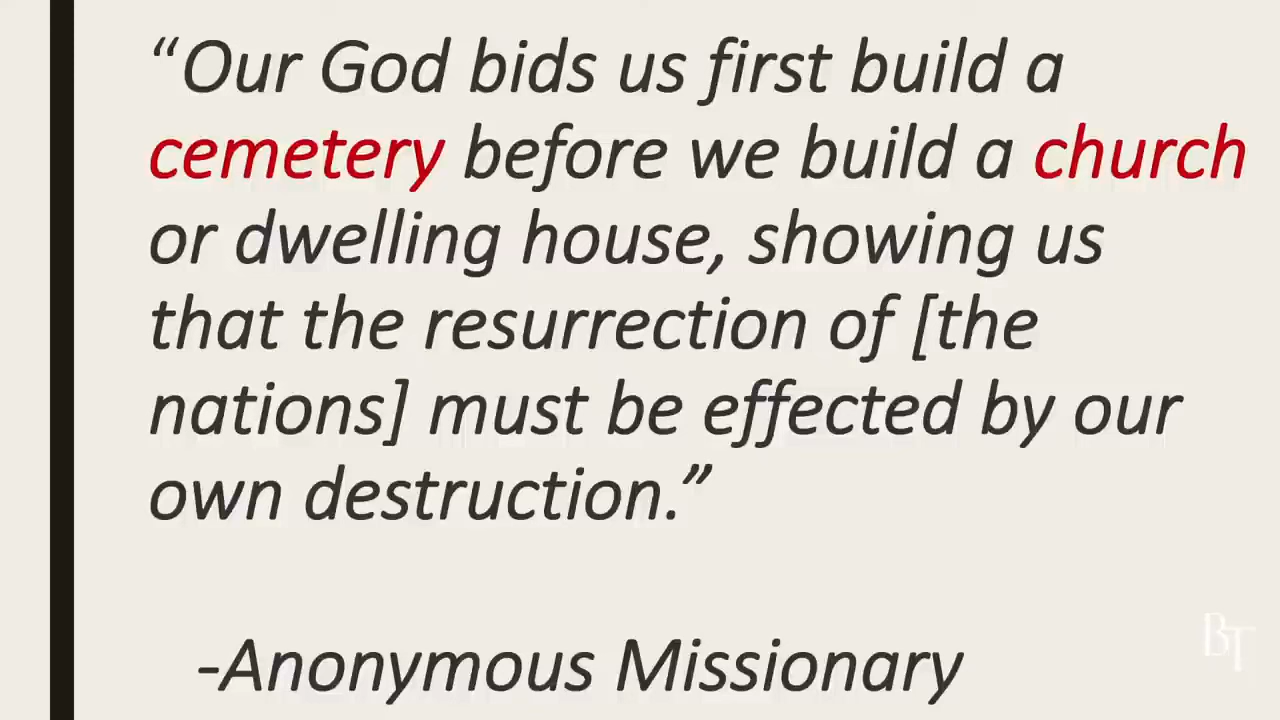 “Our God bids us first build a
cemetery before we build a church
or dwelling house, showing us
that the resurrection of [the
nations] must be effected by our
own destruction.”
-Anonymous Missionary
BT